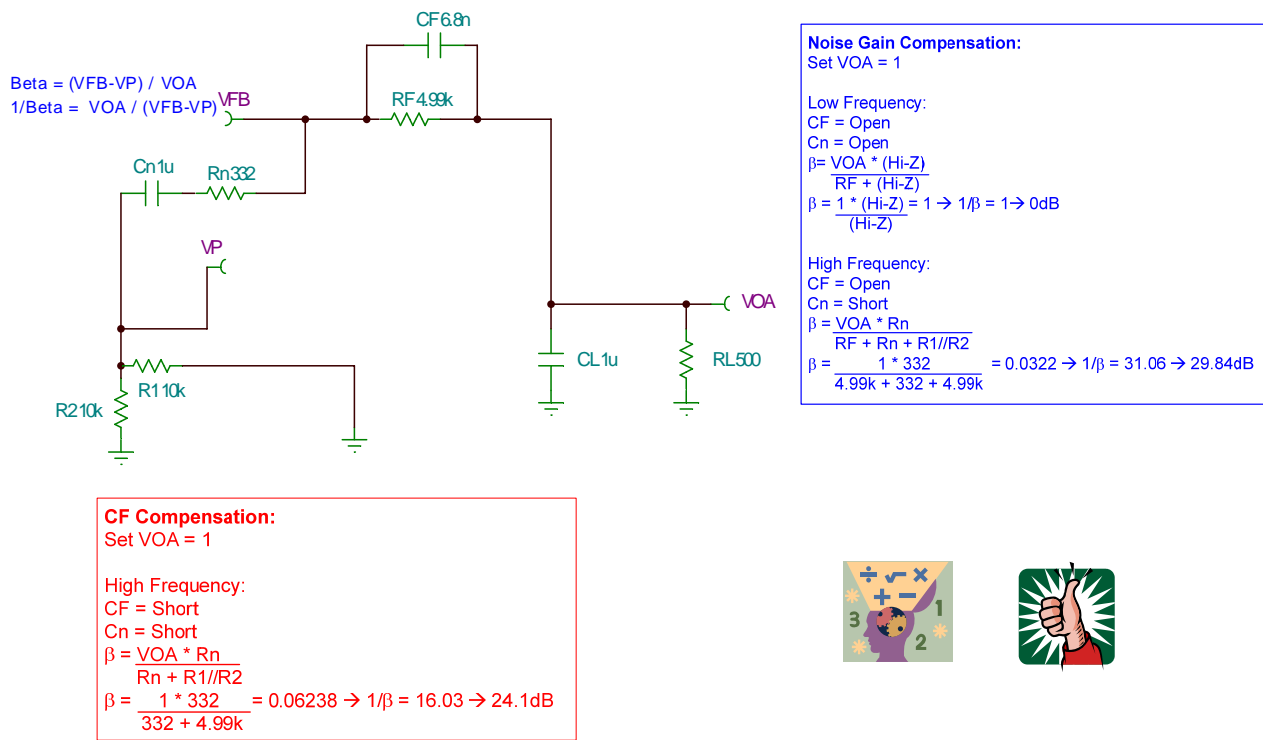 CF6.8n
Beta = (VFB-VP) / VOA
1/Beta = VOA / (VFB-VP)
VFB
RF4.99k
Cn1u
Rn332
VP
VOA
CL1u
RL500
R110k
R210k
Noise Gain Compensation:
Set VOA = 1
Low Frequency:
CF = Open
Cn = Open
β= VOA * (Hi-Z)
RF + (Hi-Z)
β = 1 * (Hi-Z) = 1 → 1/β = 1→ 0dB
(Hi-Z)
High Frequency:
CF = Open
Cn = Short
β = VOA * Rn
RF + Rn + R1//R2
β = 1 * 332 = 0.0322 → 1/β = 31.06 → 29.84dB
4.99k + 332 + 4.99k
CF Compensation:
Set VOA = 1
High Frequency:
CF = Short
Cn = Short
β = VOA * Rn
Rn + R1//R2
β = 1 * 332 = 0.06238 → 1/β = 16.03 → 24.1dB
332 + 4.99k
÷ √ ×
+ −
3
1
2